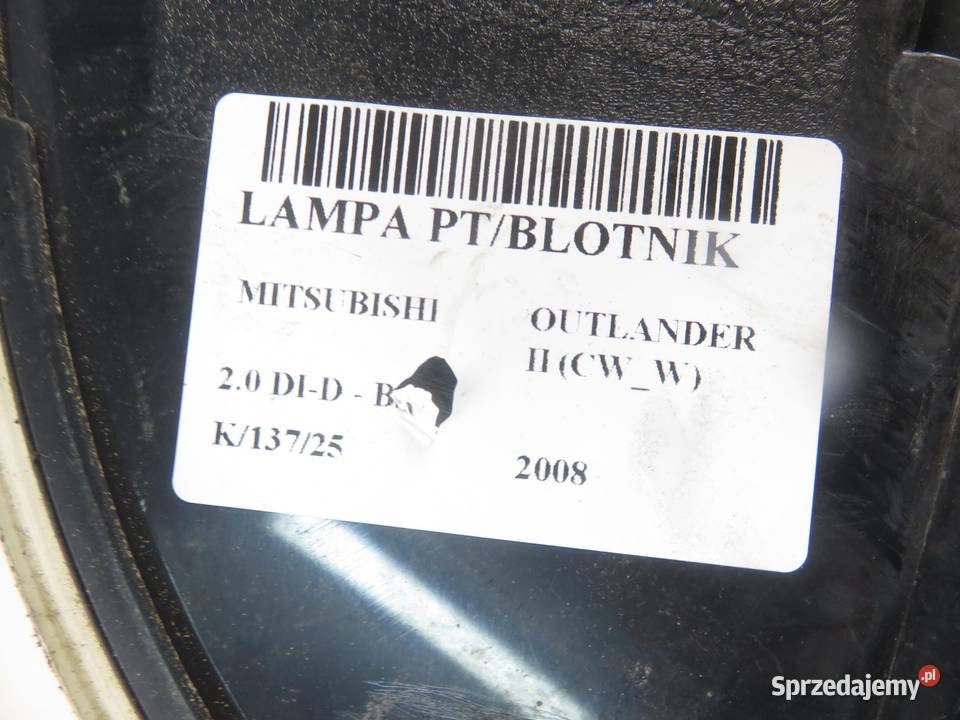 LAMPA PT/BLOTNIK
MITSUBISHI
OUTLANDER
II (CW_W)
2.0 DI-D -
K/137/25
2008
Sprzedajemy.pl